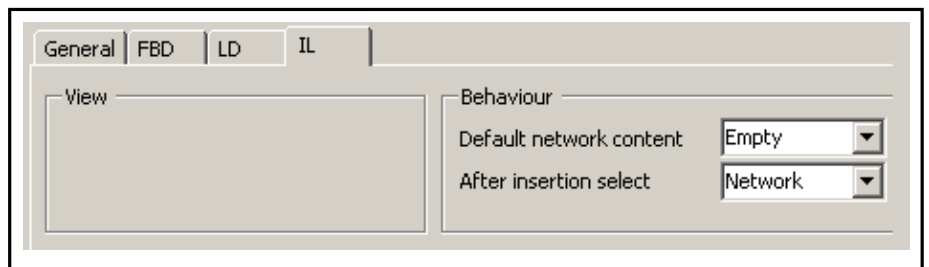 General FBD LD IL
View
Behaviour
Default network content Empty
After insertion select Network